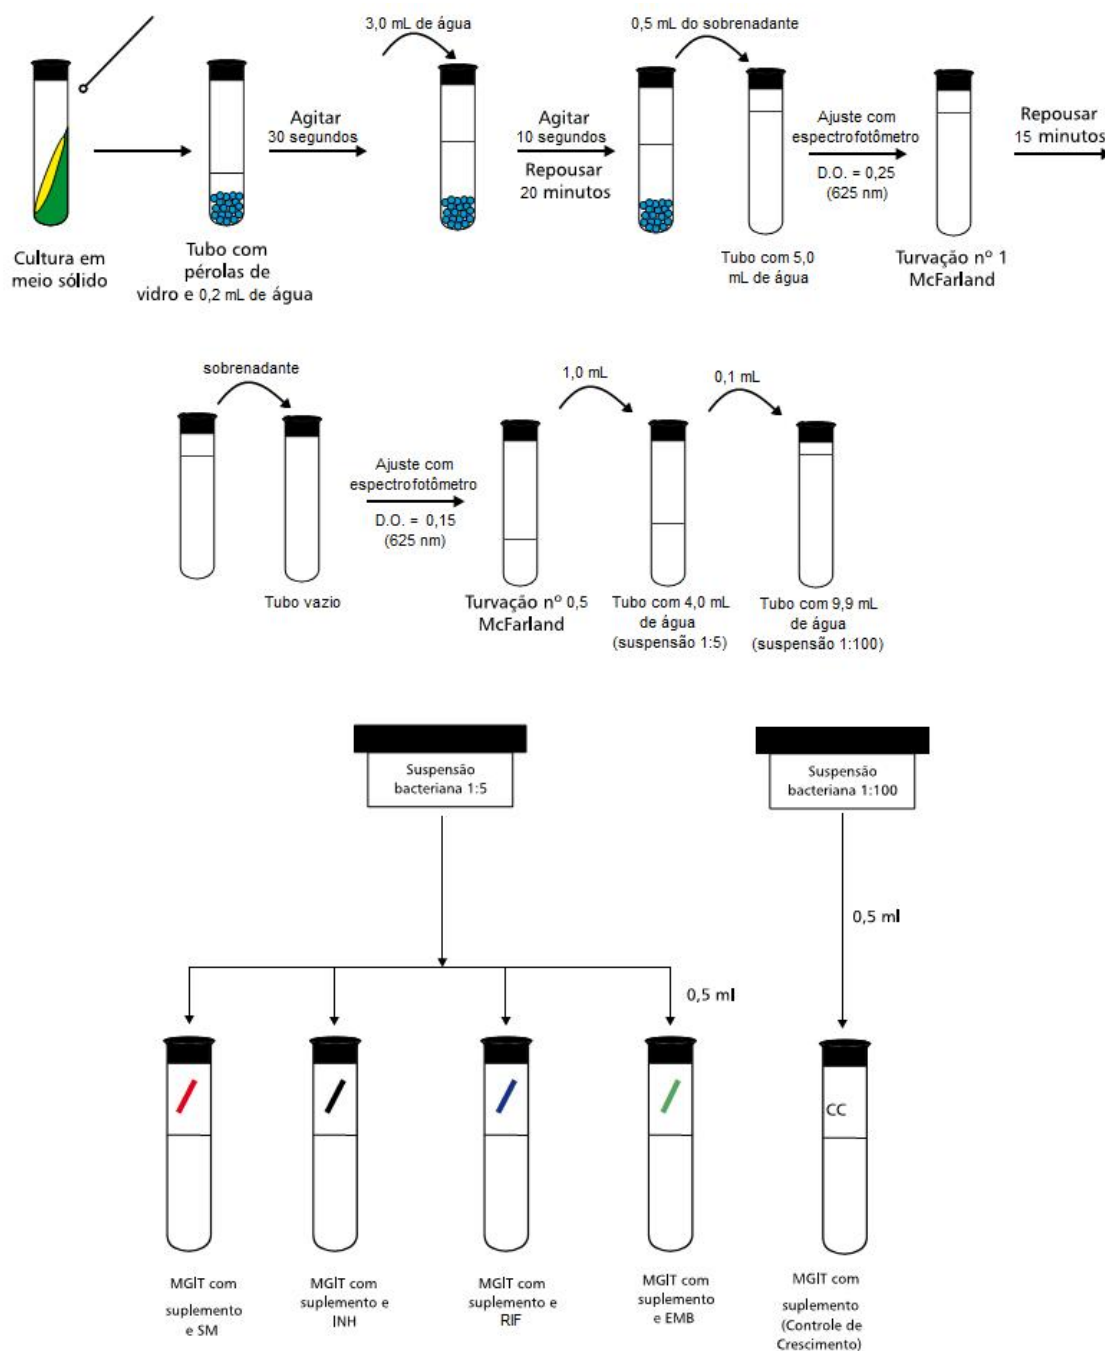 3,0 mL de água
0,5 mL do sobrenadante
Agitar
30 segundos
Agitar
10 segundos
Repousar
20 minutos
Ajuste com
espectrofotômetro
D.O. = 0,25
(625 nm)
Repousar
15 minutos
Cultura em
meio sólido
Tubo com
pérolas de
vidro e 0,2 mL de água
Tubo com 5,0
mL de água
Turvação nº 1
McFarland
sobrenadante
1,0 mL
0,1 mL
Ajuste com
espectrofotômetro
D.O. = 0,15
(625 nm)
Tubo vazio
Turvação nº 0,5
McFarland
Tubo com 4,0 mL
de água
(suspensão 1:5)
Tubo com 9,9 mL
de água
(suspensão 1:100)
Suspensão
bacteriana 1:5
Suspensão
bacteriana 1:100
0,5 ml
0,5 ml
CC
MGIT com
suplemento
e SM
MGIT com
suplemento e
INH
MGIT com
suplemento e
RIF
MGIT com
suplemento
e EMB
MGIT com
suplemento
(Controle de
Crescimento)